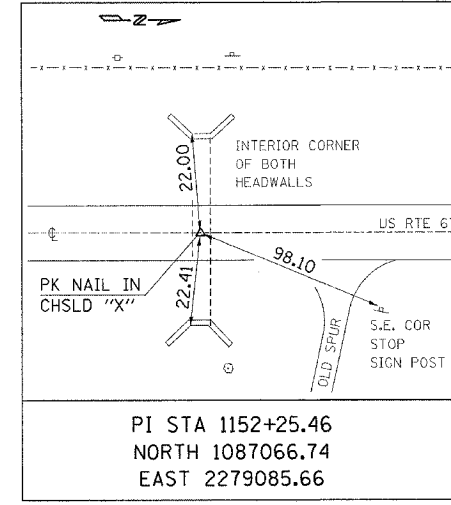 Z
INTERIOR CORNER
OF BOTH
HEADWALLS
22.00
US RTE 67
℄
98.10
PK NAIL IN
CHSLD "X"
22.41
OLD SPUR
S.E. COR
STOP
SIGN POST
PI STA 1152+25.46
NORTH 1087066.74
EAST 2279085.66